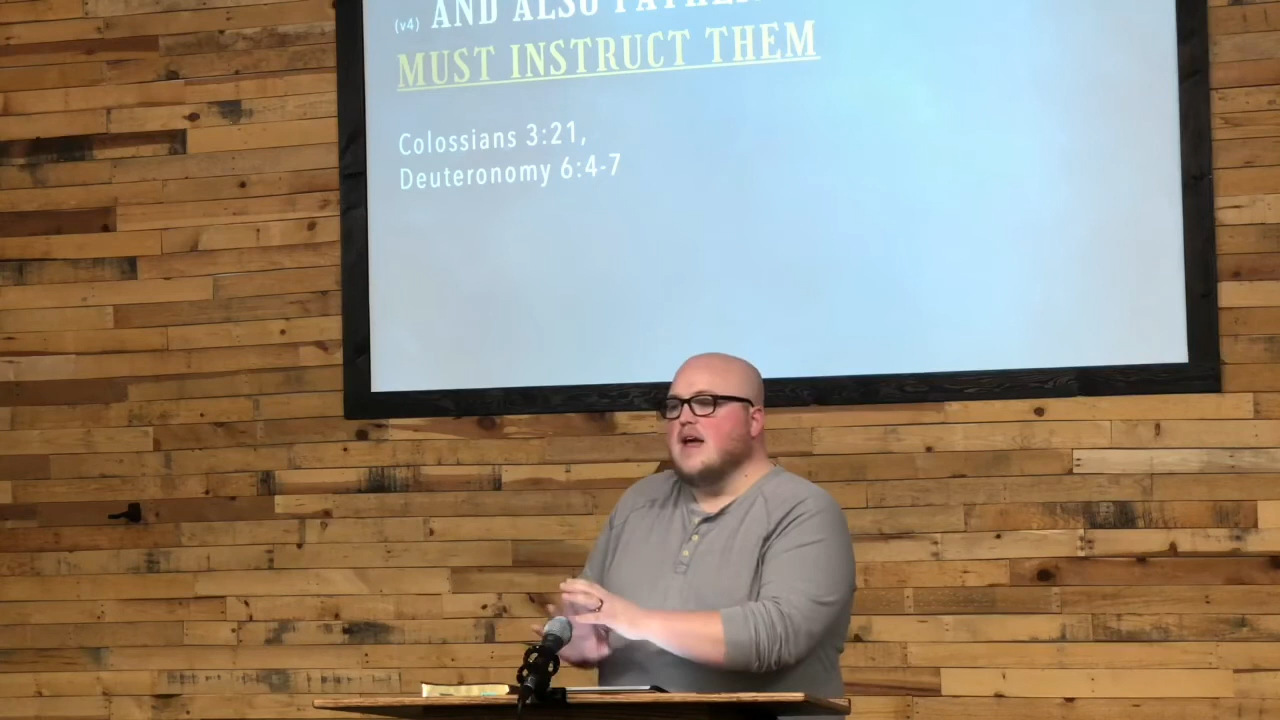 (v4) AND ALSO
MUST INSTRUCT THEM
Colossians 3:21,
Deuteronomy 6:4-7